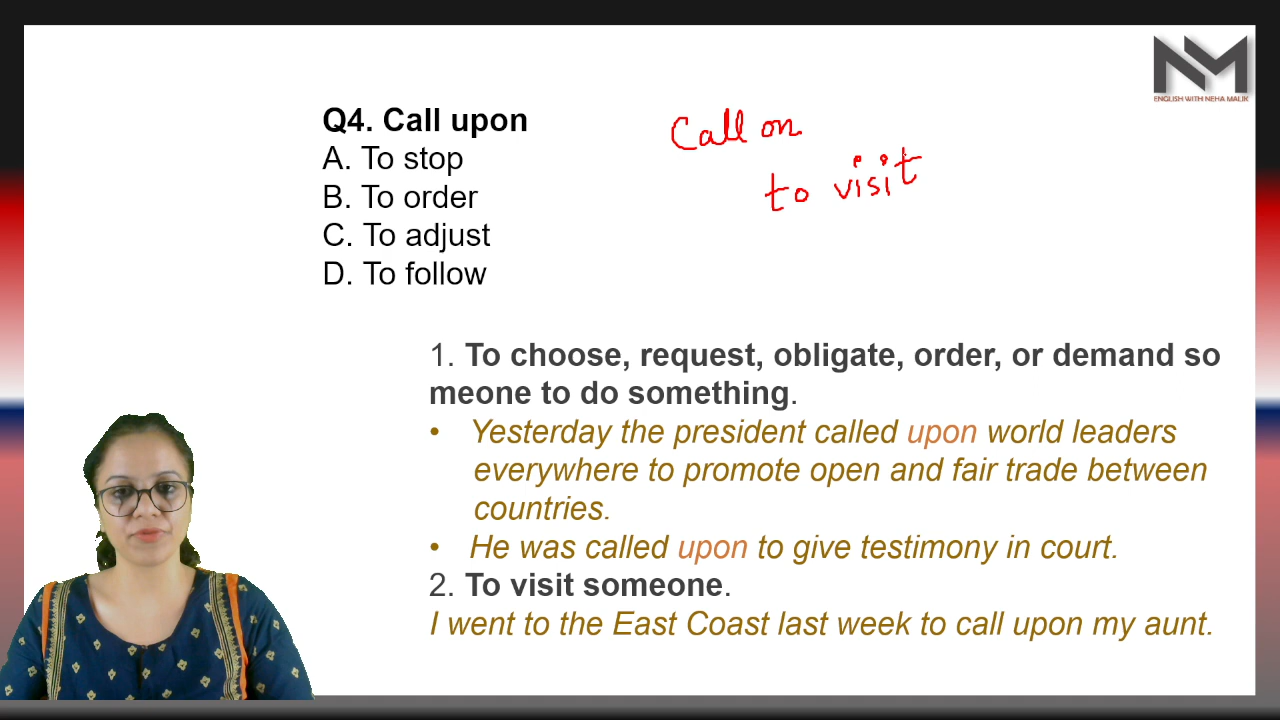 NM
ENGLISH WITH NEHA MALIK
Q4. Call upon
A. To stop
B. To order
C. To adjust
D. To follow
Call on
to visit
1. To choose, request, obligate, order, or demand so
meone to do something.
• Yesterday the president called upon world leaders
everywhere to promote open and fair trade between
countries.
• He was called upon to give testimony in court.
2. To visit someone.
I went to the East Coast last week to call upon my aunt.